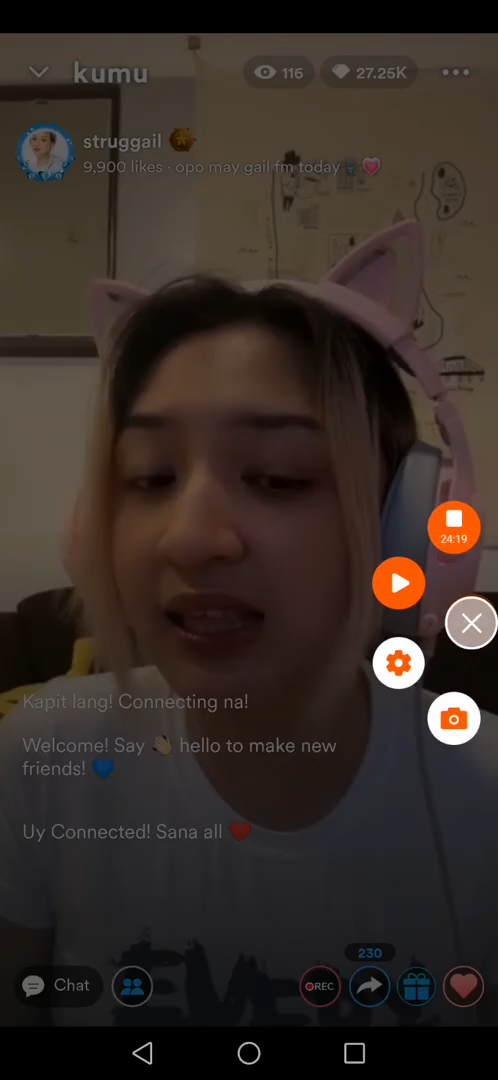 kumu
116
27.25K
struggail
9,900 likes · opo may gail fm today
24:19
Kapit lang! Connecting na!
Welcome! Say 👋🏻 hello to make new
friends! 💙
Uy Connected! Sana all ❤️
230
Chat
REC